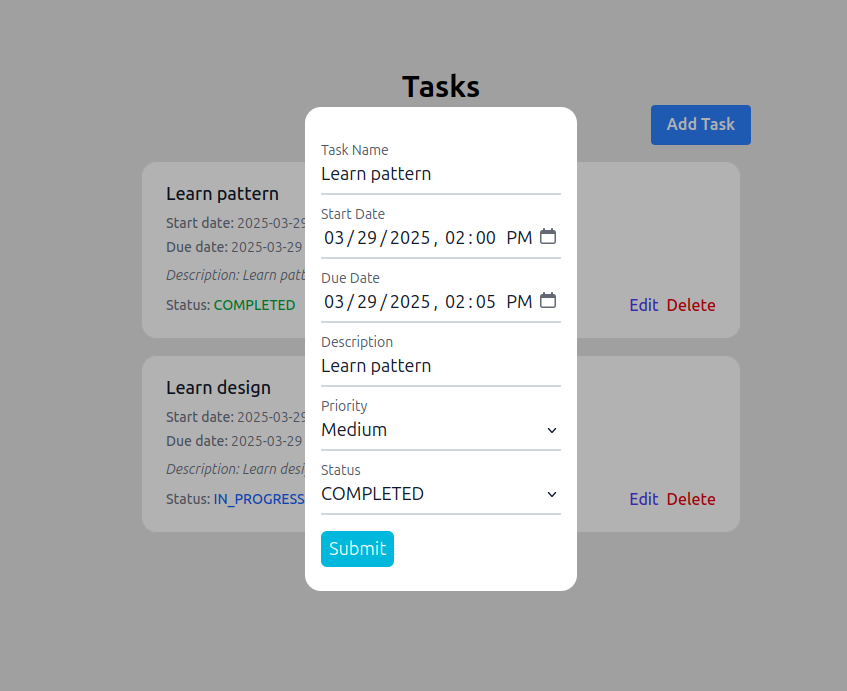 Tasks
Add Task
Learn pattern
Start date: 2025-03-29
Due date: 2025-03-29
Description: Learn
Status: COMPLETED
Edit Delete
Learn design
Start date: 2025-03-29
Due date: 2025-03-29
Description: Learn
Status: IN_PROGRESS
Edit Delete
Task Name
Learn pattern
Start Date
03/29/2025, 02:00 PM
Due Date
03/29/2025, 02:05 PM
Description
Learn pattern
Priority
Medium
Status
COMPLETED
Submit